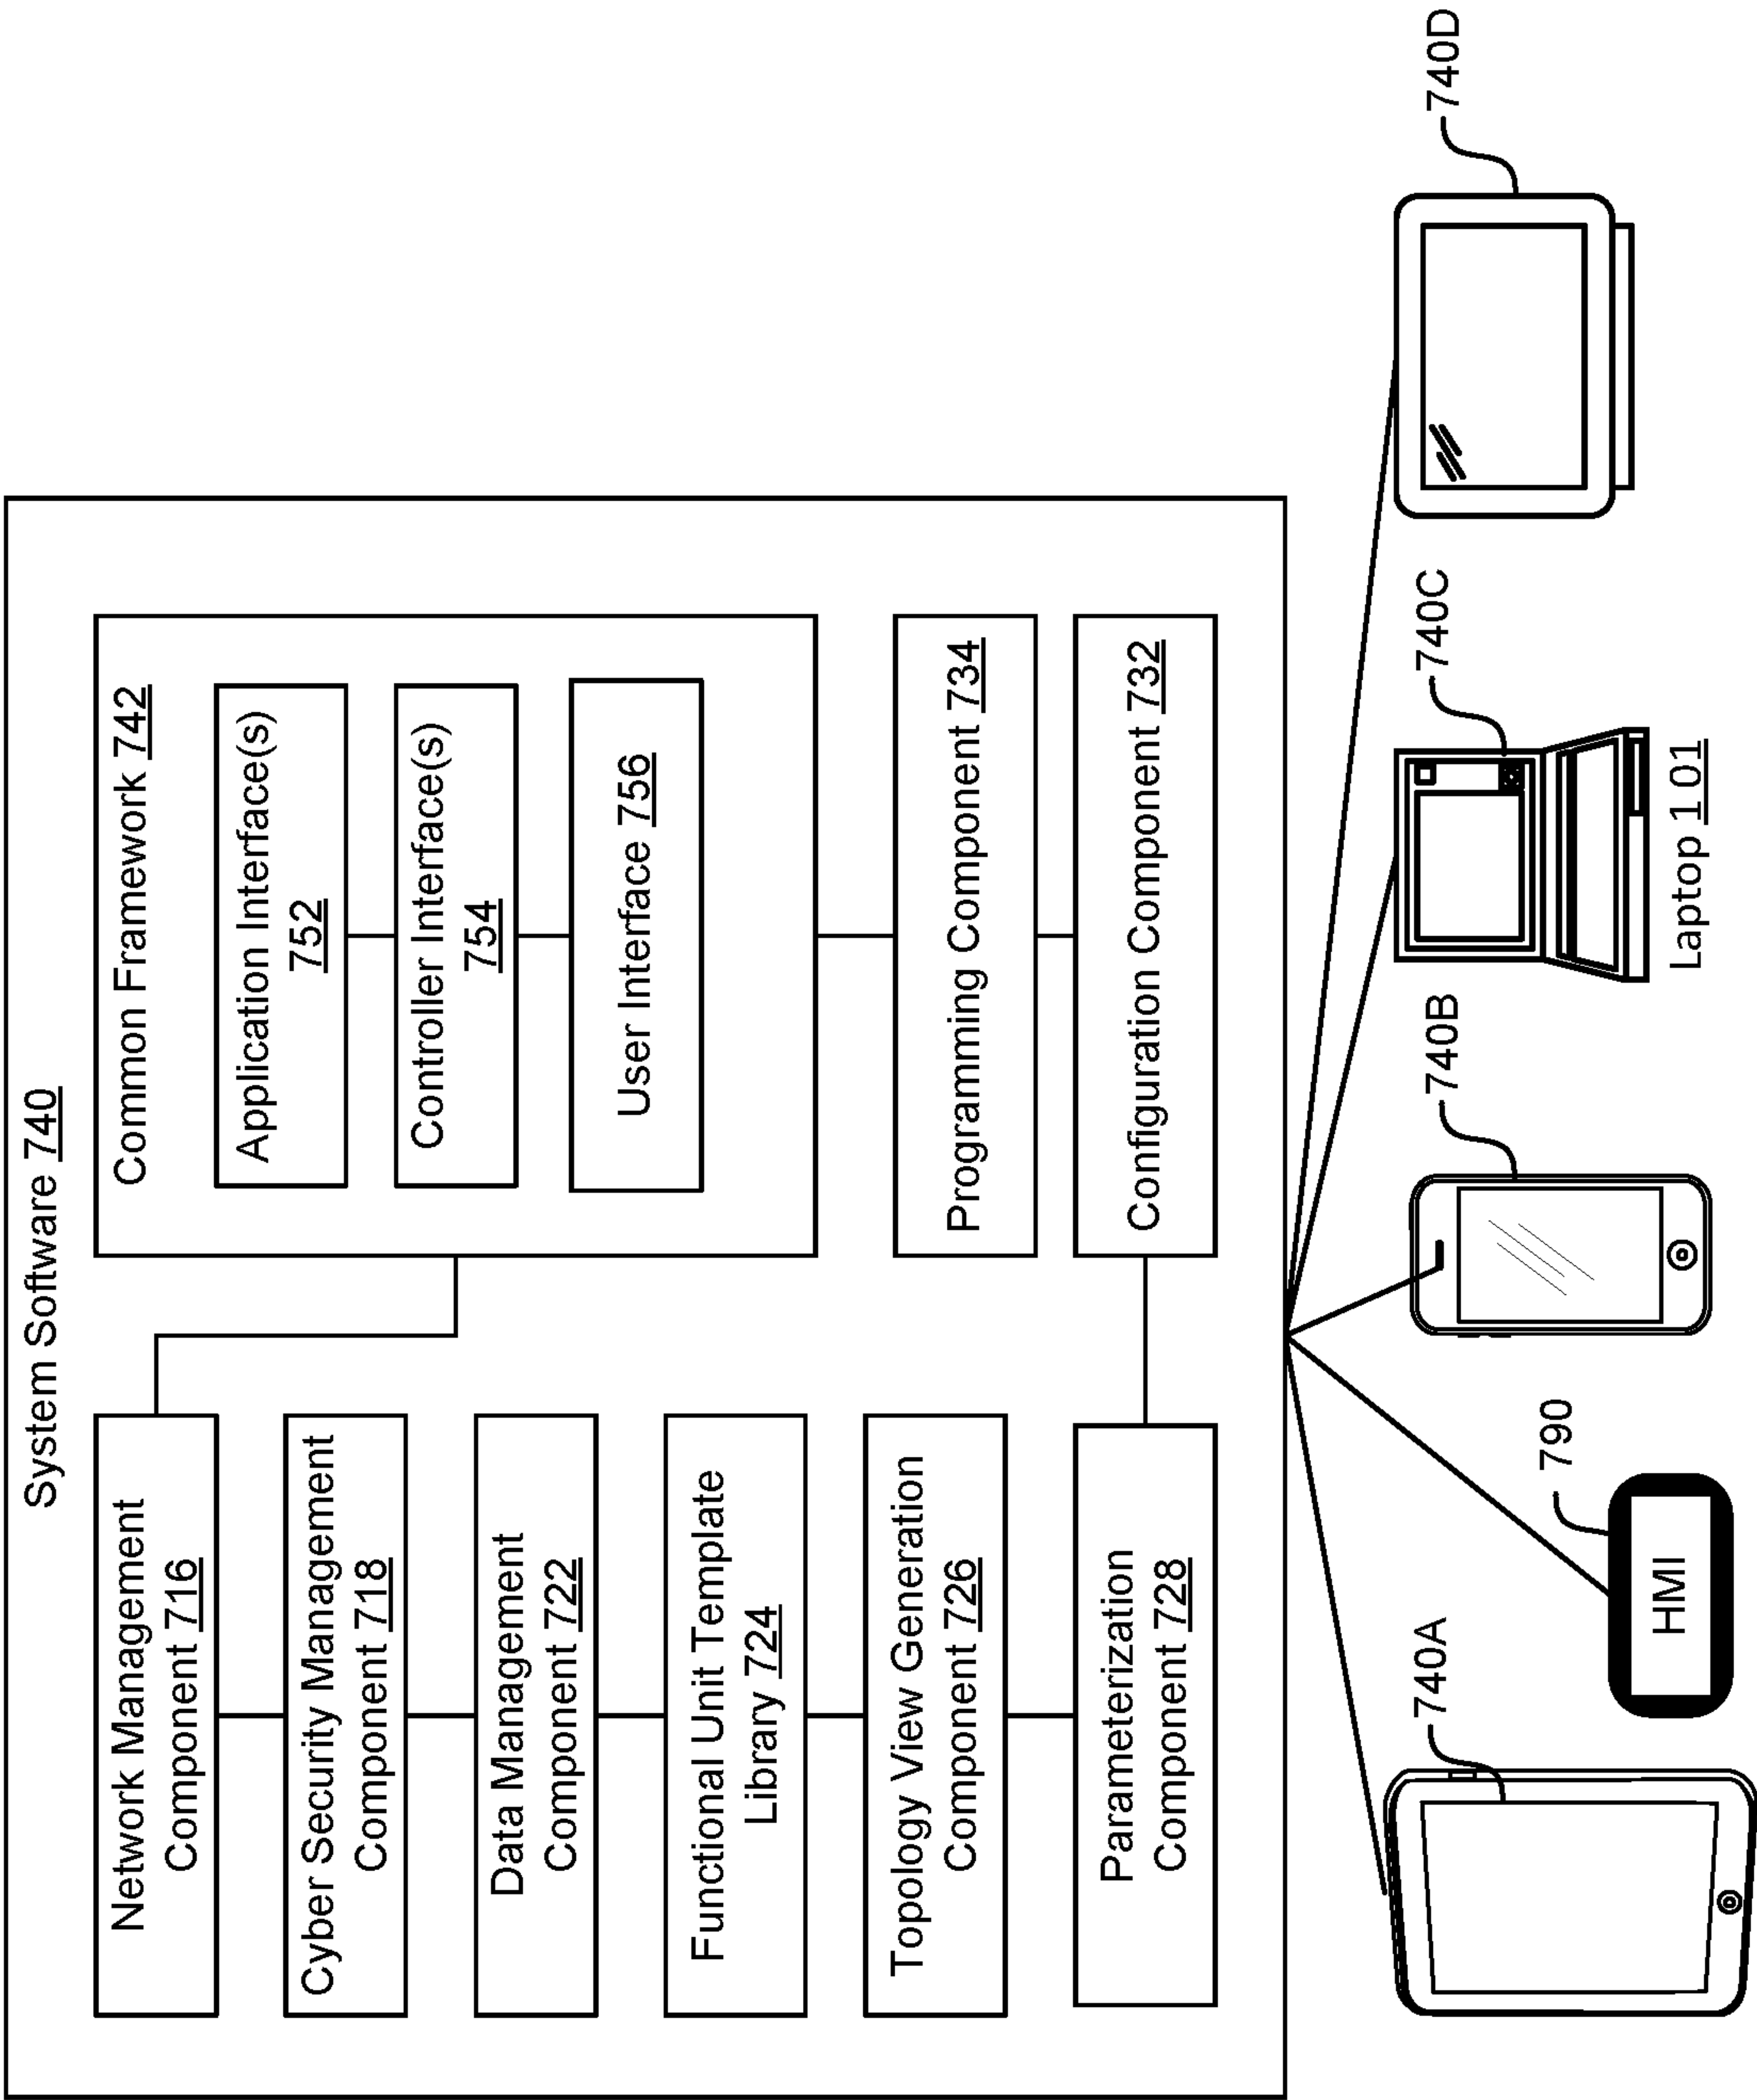 System Software 740
Network Management
Component 716
Cyber Security Management
Component 718
Data Management
Component 722
Functional Unit Template
Library 724
Topology View Generation
Component 726
Parameterization
Component 728
Common Framework 742
Application Interface(s)
752
Controller Interface(s)
754
User Interface 756
Programming Component 734
Configuration Component 732
740A
790
HMI
740B
740C
Laptop 101
740D